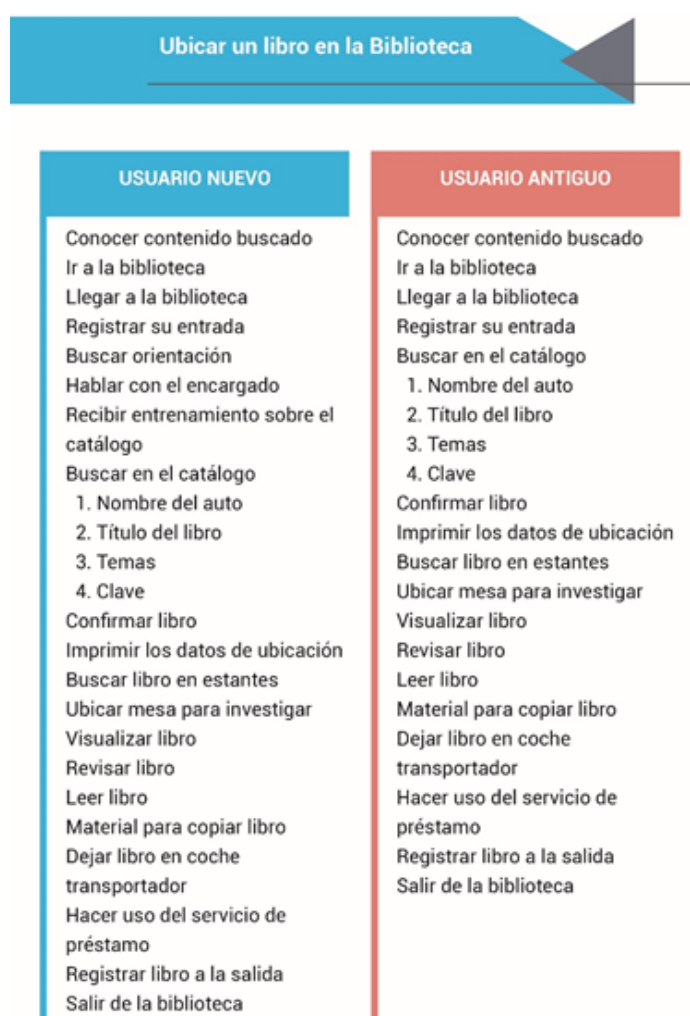 Ubicar un libro en la Biblioteca
USUARIO NUEVO
Conocer contenido buscado
Ir a la biblioteca
Llegar a la biblioteca
Registrar su entrada
Buscar orientación
Hablar con el encargado
Recibir entrenamiento sobre el
catálogo
Buscar en el catálogo
1. Nombre del auto
2. Título del libro
3. Temas
4. Clave
Confirmar libro
Imprimir los datos de ubicación
Buscar libro en estantes
Ubicar mesa para investigar
Visualizar libro
Revisar libro
Leer libro
Material para copiar libro
Dejar libro en coche
transportador
Hacer uso del servicio de
préstamo
Registrar libro a la salida
Salir de la biblioteca
USUARIO ANTIGUO
Conocer contenido buscado
Ir a la biblioteca
Llegar a la biblioteca
Registrar su entrada
Buscar en el catálogo
1. Nombre del auto
2. Título del libro
3. Temas
4. Clave
Confirmar libro
Imprimir los datos de ubicación
Buscar libro en estantes
Ubicar mesa para investigar
Visualizar libro
Revisar libro
Leer libro
Material para copiar libro
Dejar libro en coche
transportador
Hacer uso del servicio de
préstamo
Registrar libro a la salida
Salir de la biblioteca